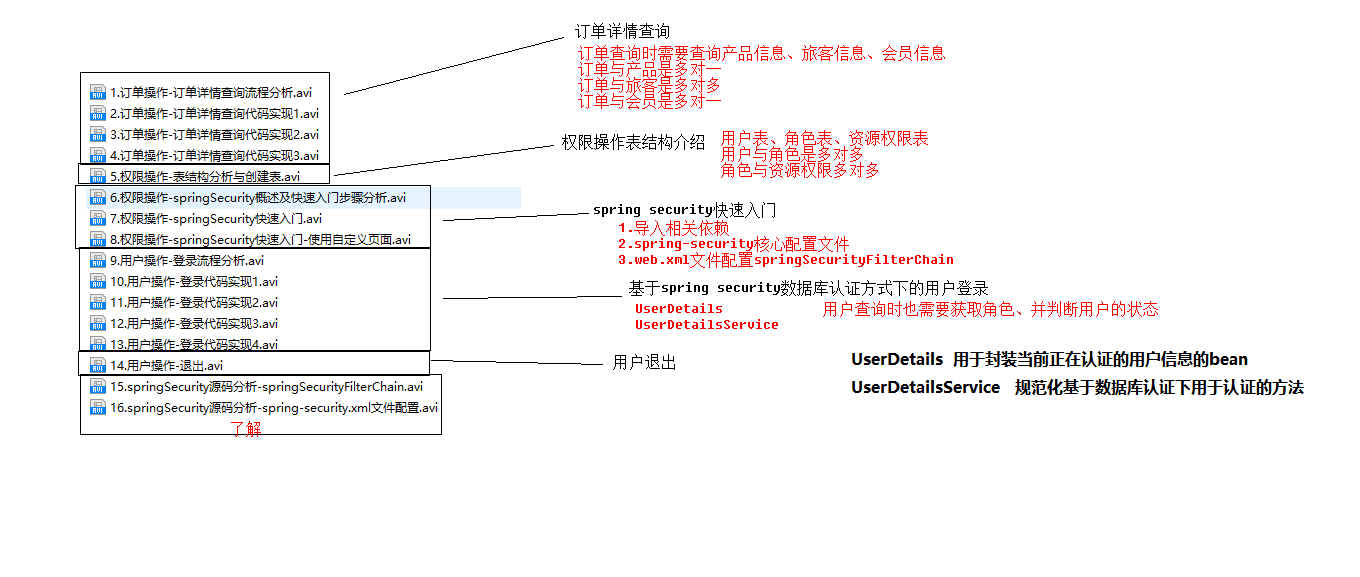 订单详情查询
订单查询时需要查询产品信息、旅客信息、会员信息
订单与产品是多对一
订单与旅客是多对多
订单与会员是多对一
1.订单操作-订单详情查询流程分析.avi
2.订单操作-订单详情查询代码实现1.avi
3.订单操作-订单详情查询代码实现2.avi
4.订单操作-订单详情查询代码实现3.avi
权限操作表结构介绍
用户表、角色表、资源权限表
用户与角色是多对多
角色与资源权限多对多
5.权限操作-表结构分析与创建表.avi
6.权限操作-springSecurity概述及快速入门步骤分析.avi
7.权限操作-springSecurity快速入门.avi
8.权限操作-springSecurity快速入门-使用自定义页面.avi
spring security快速入门
1.导入相关依赖
2.spring-security核心配置文件
3.web.xml文件配置springSecurityFilterChain
9.用户操作-登录流程分析.avi
10.用户操作-登录代码实现1.avi
11.用户操作-登录代码实现2.avi
12.用户操作-登录代码实现3.avi
13.用户操作-登录代码实现4.avi
基于spring security数据库认证方式下的用户登录
UserDetails
UserDetailsService
用户查询时也需要获取角色、并判断用户的状态
14.用户操作-退出.avi
用户退出
UserDetails 用于封装当前正在认证的用户信息的bean
UserDetailsService 规范化基于数据库认证下用于认证的方法
15.springSecurity源码分析-springSecurityFilterChain.avi
16.springSecurity源码分析-spring-security.xml文件配置.avi
了解